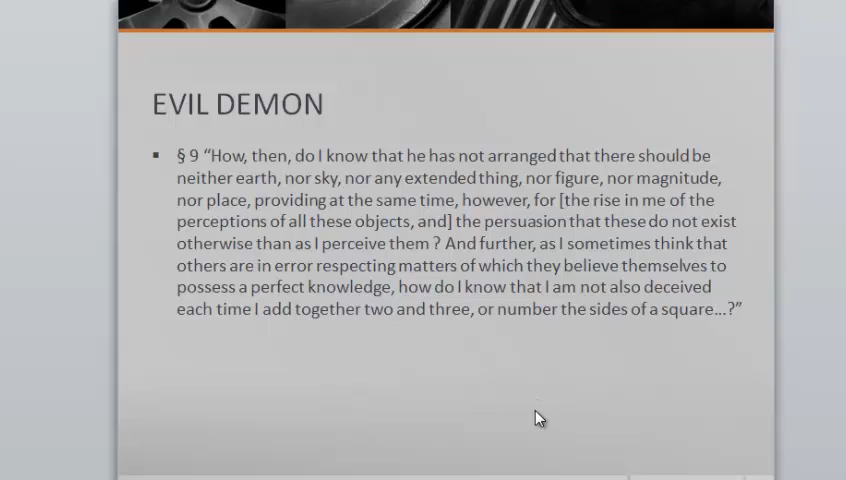 EVIL DEMON
▪ § 9 “How, then, do I know that he has not arranged that there should be
neither earth, nor sky, nor any extended thing, nor figure, nor magnitude,
nor place, providing at the same time, however, for [the rise in me of the
perceptions of all these objects, and] the persuasion that these do not exist
otherwise than as I perceive them ? And further, as I sometimes think that
others are in error respecting matters of which they believe themselves to
possess a perfect knowledge, how do I know that I am not also deceived
each time I add together two and three, or number the sides of a square...?”